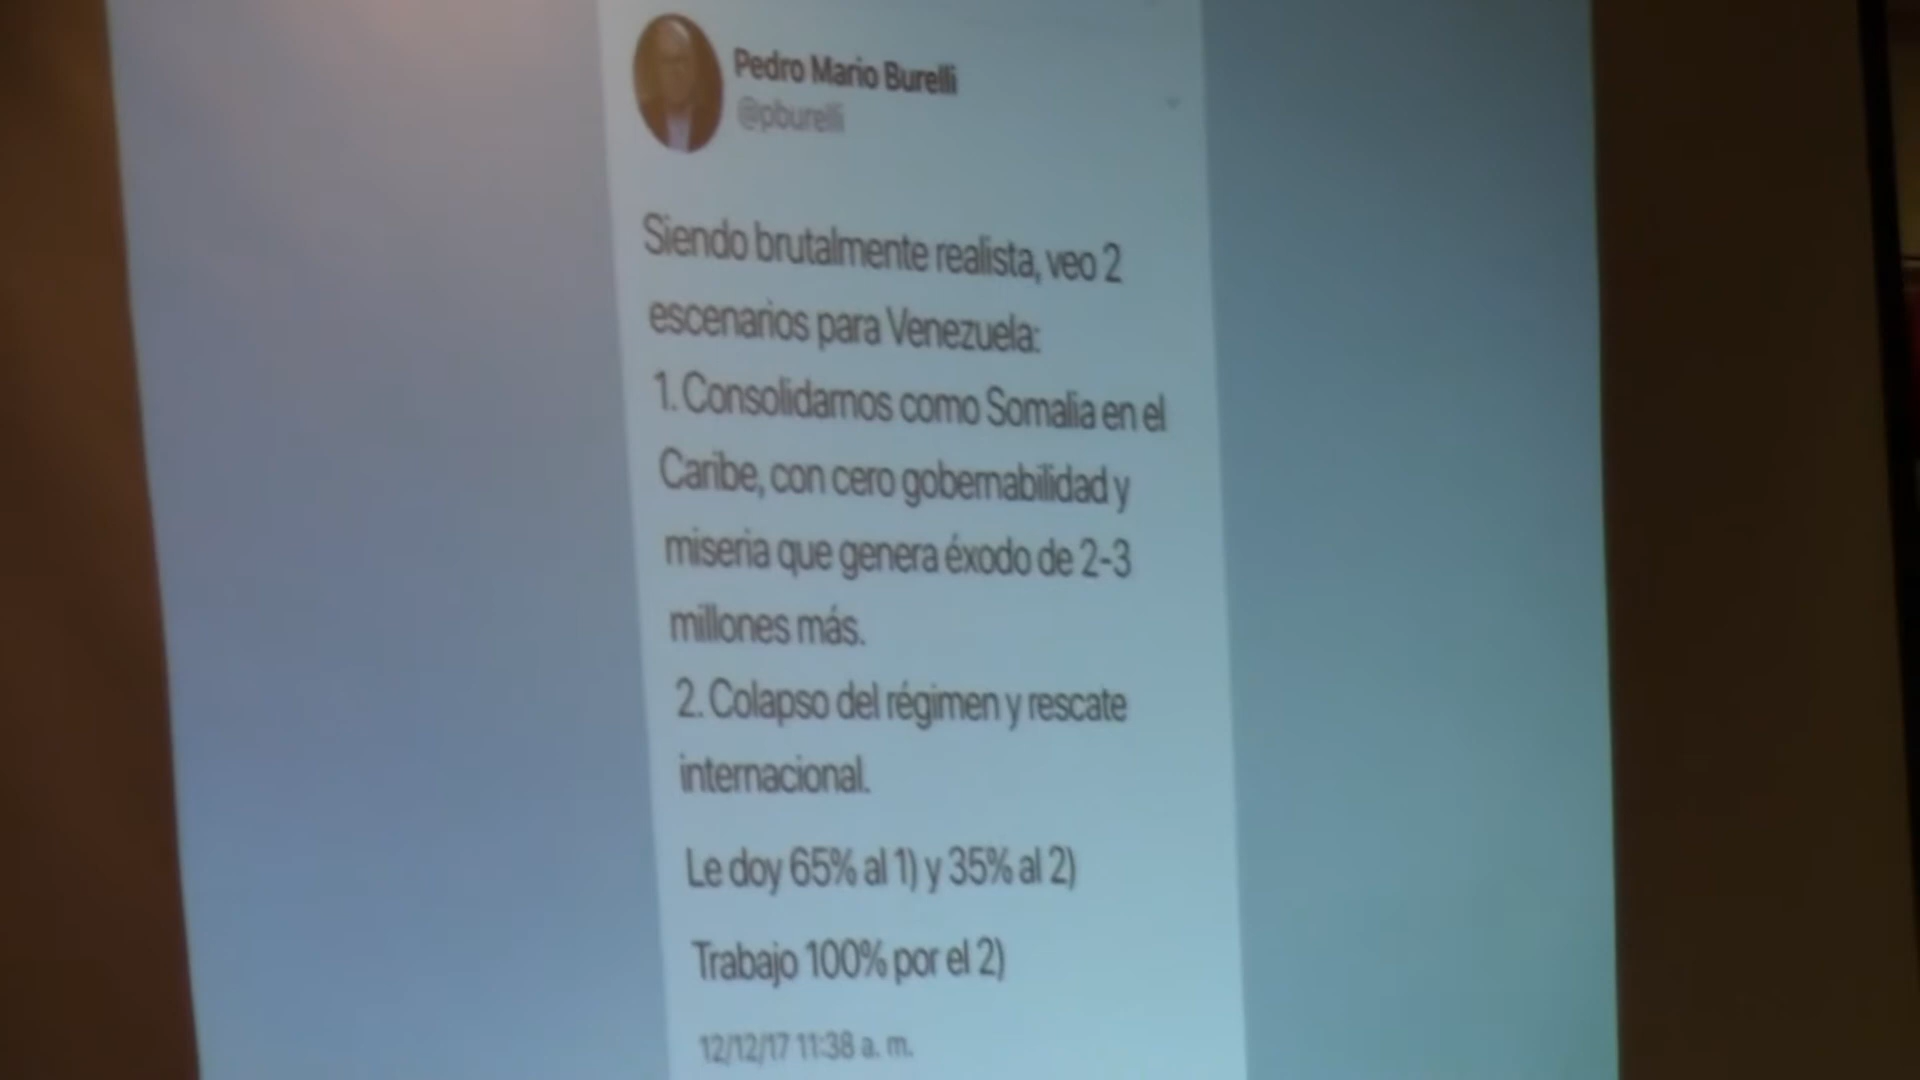 Pedro Mario Burelli
@pburelli
Siendo brutalmente realista, veo 2
escenarios para Venezuela:
1. Consolidarnos como Somalia en el
Caribe, con cero gobernabilidad y
miseria que genera éxodo de 2-3
millones más.
2. Colapso del régimen y rescate
internacional.
Le doy 65% al 1) y 35% al 2)
Trabajo 100% por el 2)
12/12/17 11:38 a. m.